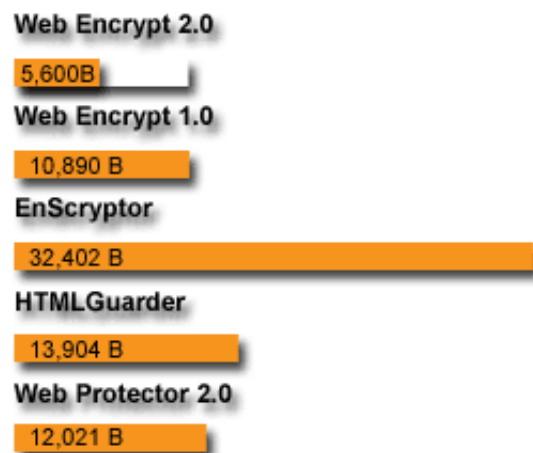 Web Encrypt 2.0
5,600B
Web Encrypt 1.0
10,890 B
EnScryptor
32,402 B
HTMLGuarder
13,904 B
Web Protector 2.0
12,021 B